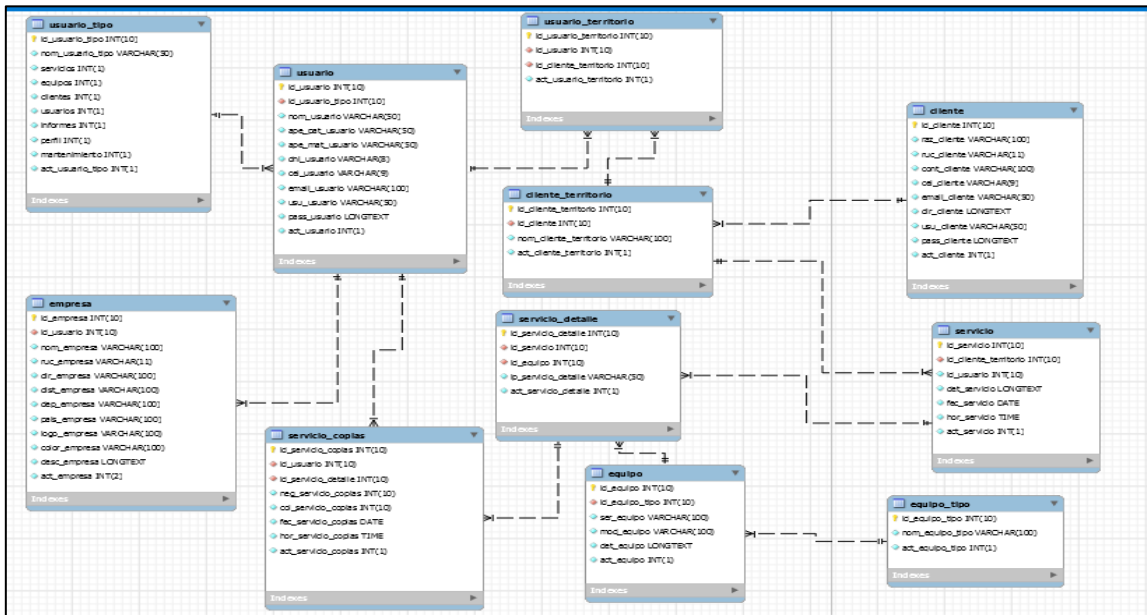 usuario_tipo
id_usuario_tipo INT(10)
nom_usuario_tipo VARCHAR(50)
servicios INT(1)
equipos INT(1)
clientes INT(1)
usuarios INT(1)
informes INT(1)
perfil INT(1)
mantenimiento INT(1)
act_usuario_tipo INT(1)
Indexes
usuario
id_usuario INT(10)
id_usuario_tipo INT(10)
nom_usuario VARCHAR(50)
ape_pat_usuario VARCHAR(50)
ape_mat_usuario VARCHAR(50)
dni_usuario VARCHAR(8)
cel_usuario VARCHAR(9)
email_usuario VARCHAR(100)
usu_usuario VARCHAR(50)
pass_usuario LONGTEXT
act_usuario INT(1)
Indexes
usuario_territorio
id_usuario_territorio INT(10)
id_usuario INT(10)
id_cliente_territorio INT(10)
act_usuario_territorio INT(1)
Indexes
cliente
id_cliente INT(10)
raz_cliente VARCHAR(100)
ruc_cliente VARCHAR(11)
cont_cliente VARCHAR(100)
cel_cliente VARCHAR(9)
email_cliente VARCHAR(50)
dir_cliente LONGTEXT
usu_cliente VARCHAR(50)
pass_cliente LONGTEXT
act_cliente INT(1)
Indexes
cliente_territorio
id_cliente_territorio INT(10)
id_cliente INT(10)
nom_cliente_territorio VARCHAR(100)
act_cliente_territorio INT(1)
Indexes
empresa
id_empresa INT(10)
id_usuario INT(10)
nom_empresa VARCHAR(100)
ruc_empresa VARCHAR(11)
dir_empresa VARCHAR(100)
dist_empresa VARCHAR(100)
dep_empresa VARCHAR(100)
pais_empresa VARCHAR(100)
logo_empresa VARCHAR(100)
color_empresa VARCHAR(100)
desc_empresa LONGTEXT
act_empresa INT(2)
Indexes
servicio_detalle
id_servicio_detalle INT(10)
id_servicio INT(10)
id_equipo INT(10)
ip_servicio_detalle VARCHAR(50)
act_servicio_detalle INT(1)
Indexes
servicio
id_servicio INT(10)
id_cliente_territorio INT(10)
id_usuario INT(10)
det_servicio LONGTEXT
fec_servicio DATE
hor_servicio TIME
act_servicio INT(1)
Indexes
servicio_copias
id_servicio_copias INT(10)
id_usuario INT(10)
id_servicio_detalle INT(10)
neg_servicio_copias INT(10)
col_servicio_copias INT(10)
fec_servicio_copias DATE
hor_servicio_copias TIME
act_servicio_copias INT(1)
Indexes
equipo
id_equipo INT(10)
id_equipo_tipo INT(10)
ser_equipo VARCHAR(100)
mod_equipo VARCHAR(100)
det_equipo LONGTEXT
act_equipo INT(1)
Indexes
equipo_tipo
id_equipo_tipo INT(10)
nom_equipo_tipo VARCHAR(100)
act_equipo_tipo INT(1)
Indexes